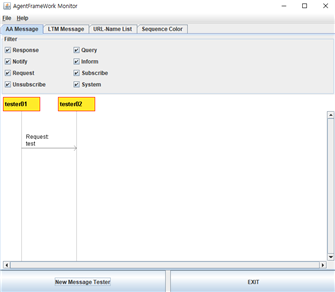 AgentFrameWork Monitor
File Help
AA Message LTM Message URL-Name List Sequence Color
Filter
Response Query
Notify Inform
Request Subscribe
Unsubscribe System
tester01 tester02
Request:
test
New Message Tester EXIT